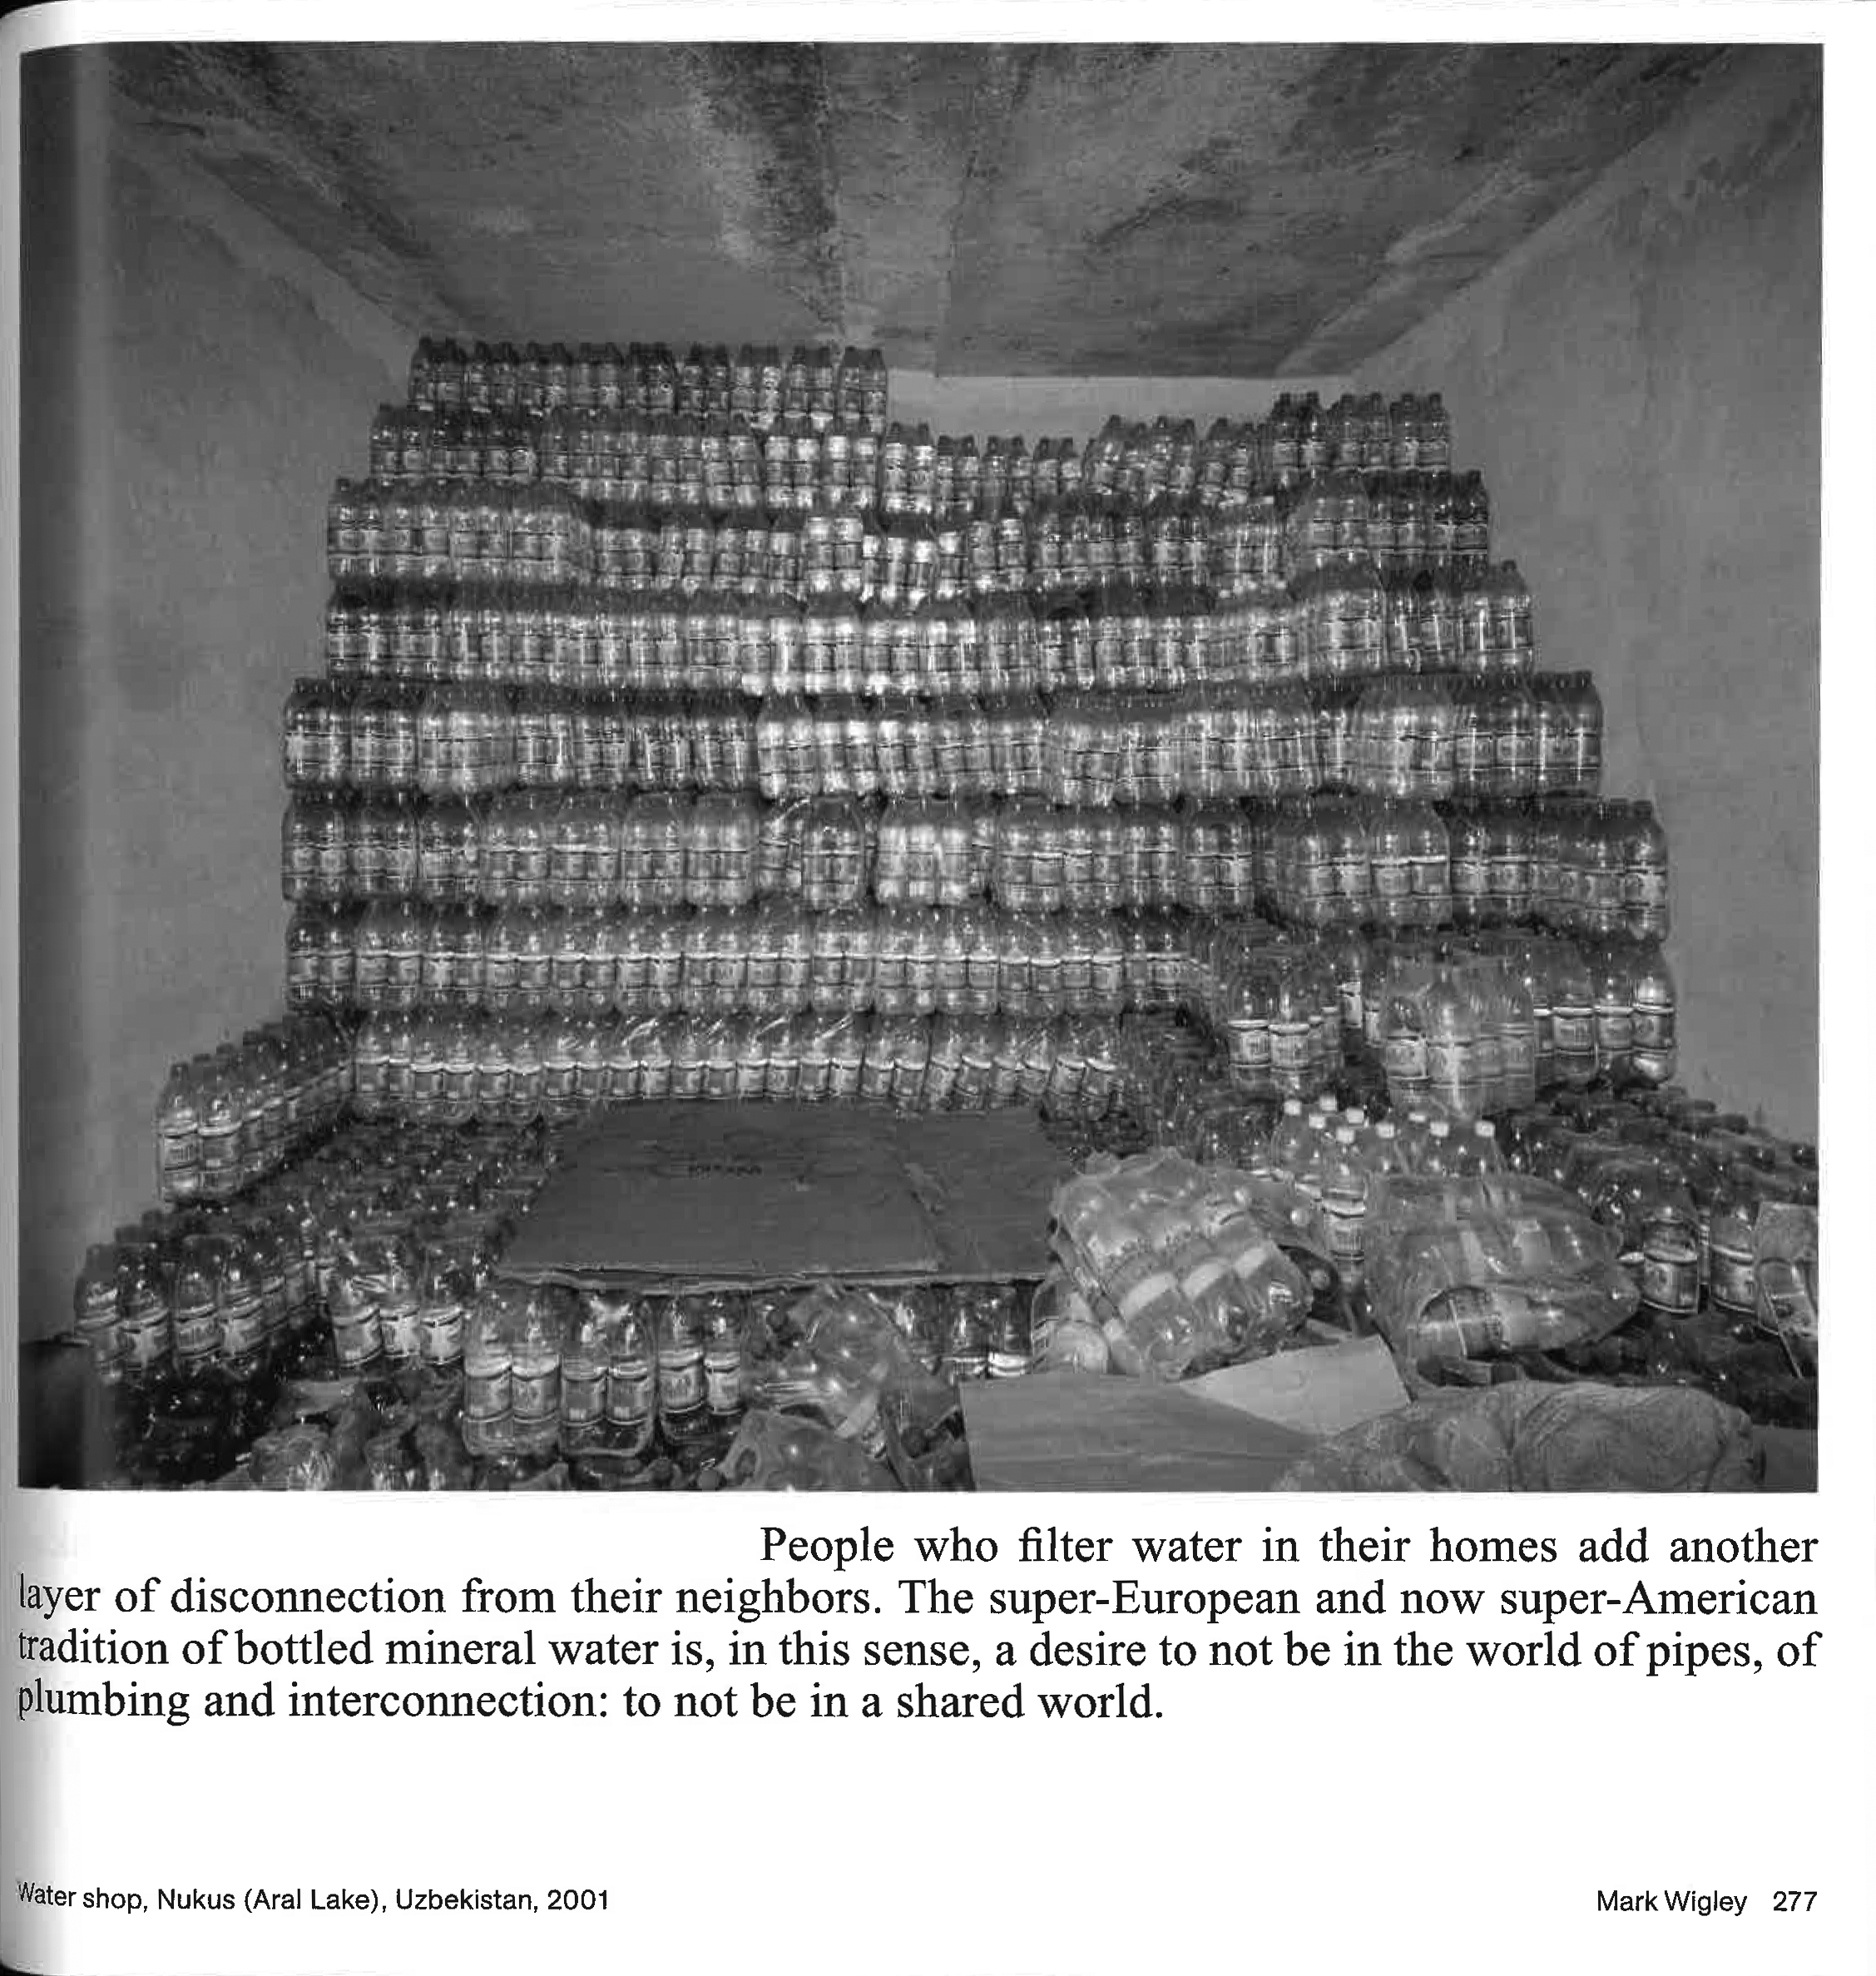 People who filter water in their homes add another
layer of disconnection from their neighbors. The super-European and now super-American
tradition of bottled mineral water is, in this sense, a desire to not be in the world of pipes, of
plumbing and interconnection: to not be in a shared world.
Water shop, Nukus (Aral Lake), Uzbekistan, 2001
Mark Wigley 277